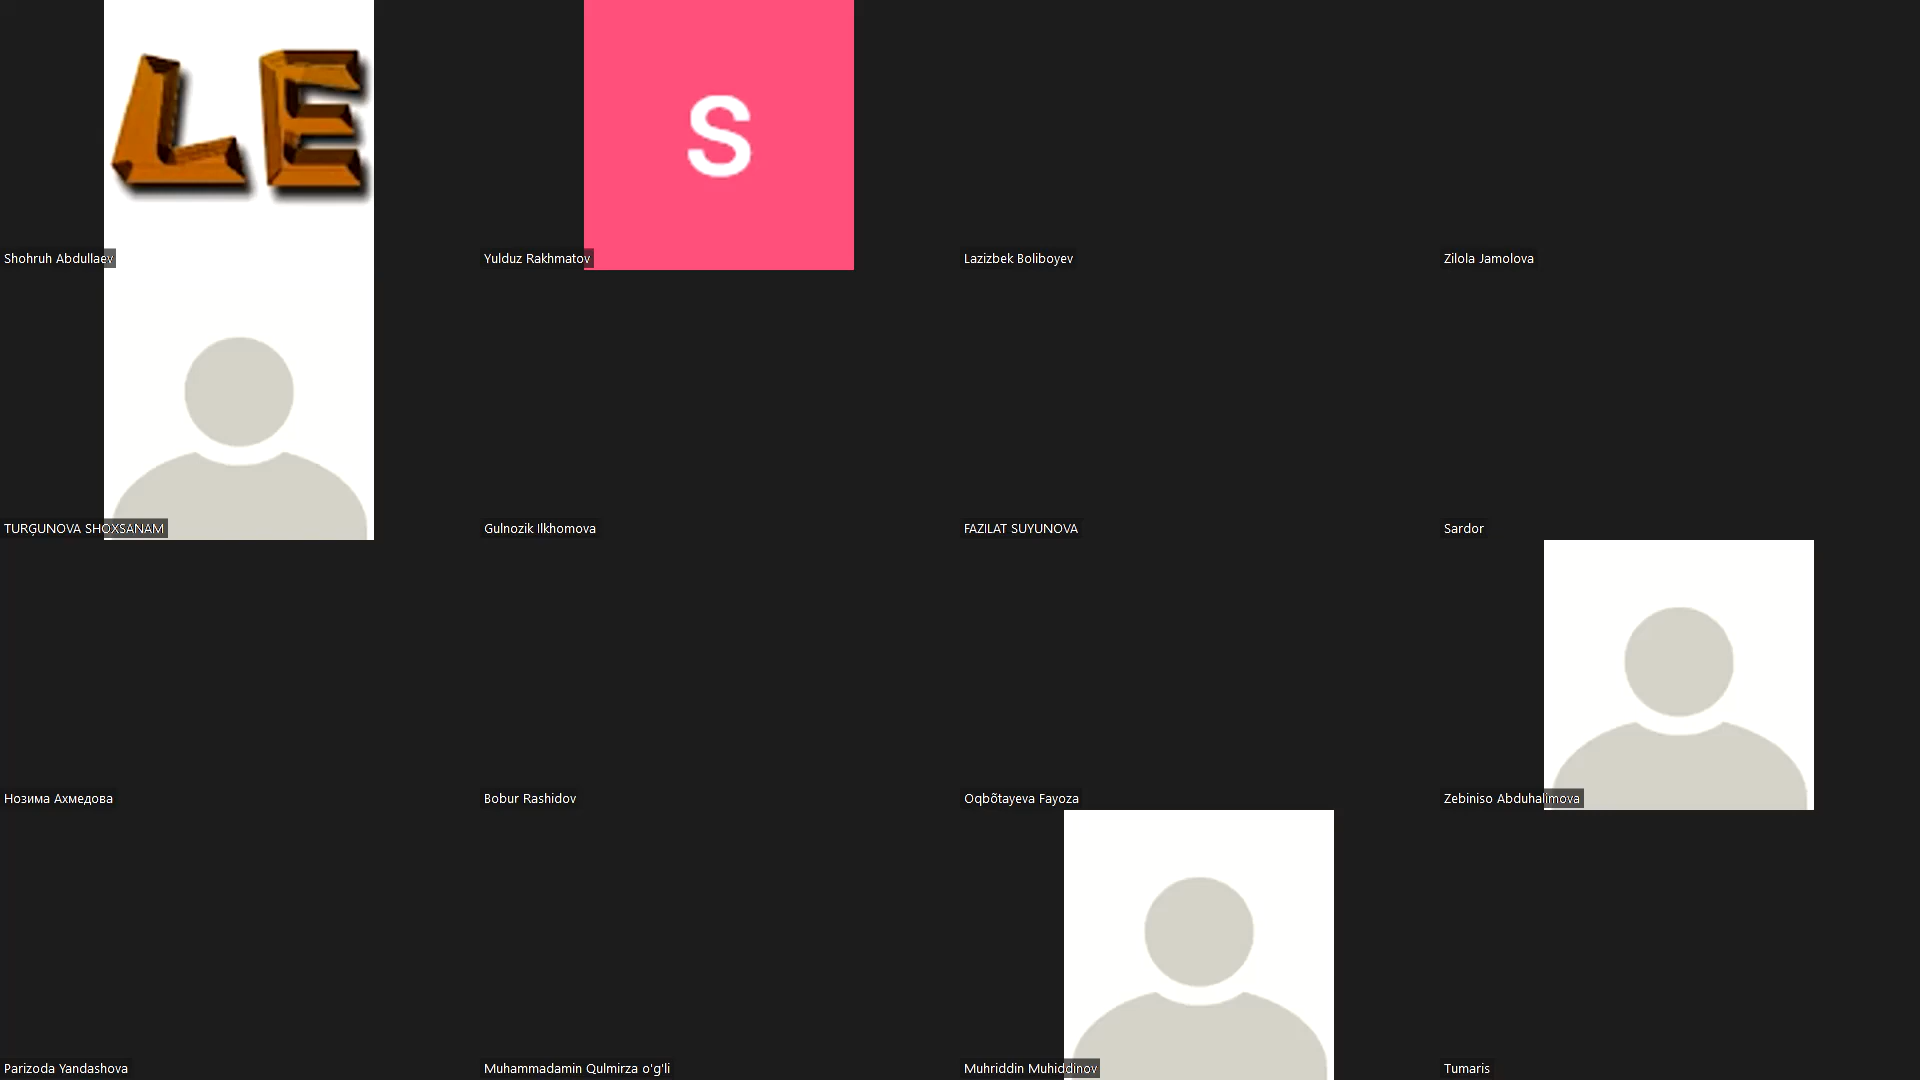 LE
S
Shohruh Abdullaev
Yulduz Rakhmatov
Lazizbek Boliboyev
Zilola Jamolova
TURĢUNOVA SHOXSANAM
Gulnozik Ilkhomova
FAZILAT SUYUNOVA
Sardor
Нозима Ахмедова
Bobur Rashidov
Oqbõtayeva Fayoza
Zebiniso Abduhalimova
Parizoda Yandashova
Muhammadamin Qulmirza o'g'li
Muhriddin Muhiddinov
Tumaris